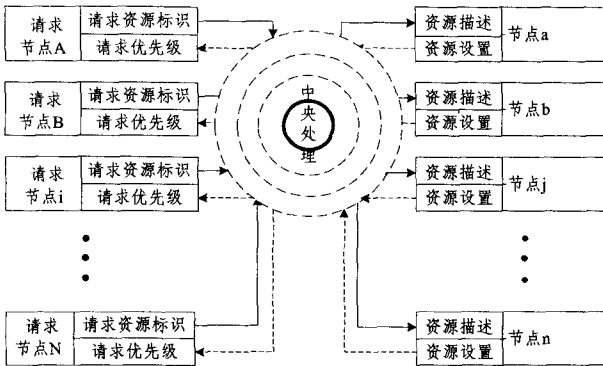 请求
节点A
请求资源标识
请求优先级
请求
节点B
请求资源标识
请求优先级
请求
节点i
请求资源标识
请求优先级
请求
节点N
请求资源标识
请求优先级
中
央
处
理
资源描述
资源设置
节点a
资源描述
资源设置
节点b
资源描述
资源设置
节点j
资源描述
资源设置
节点n